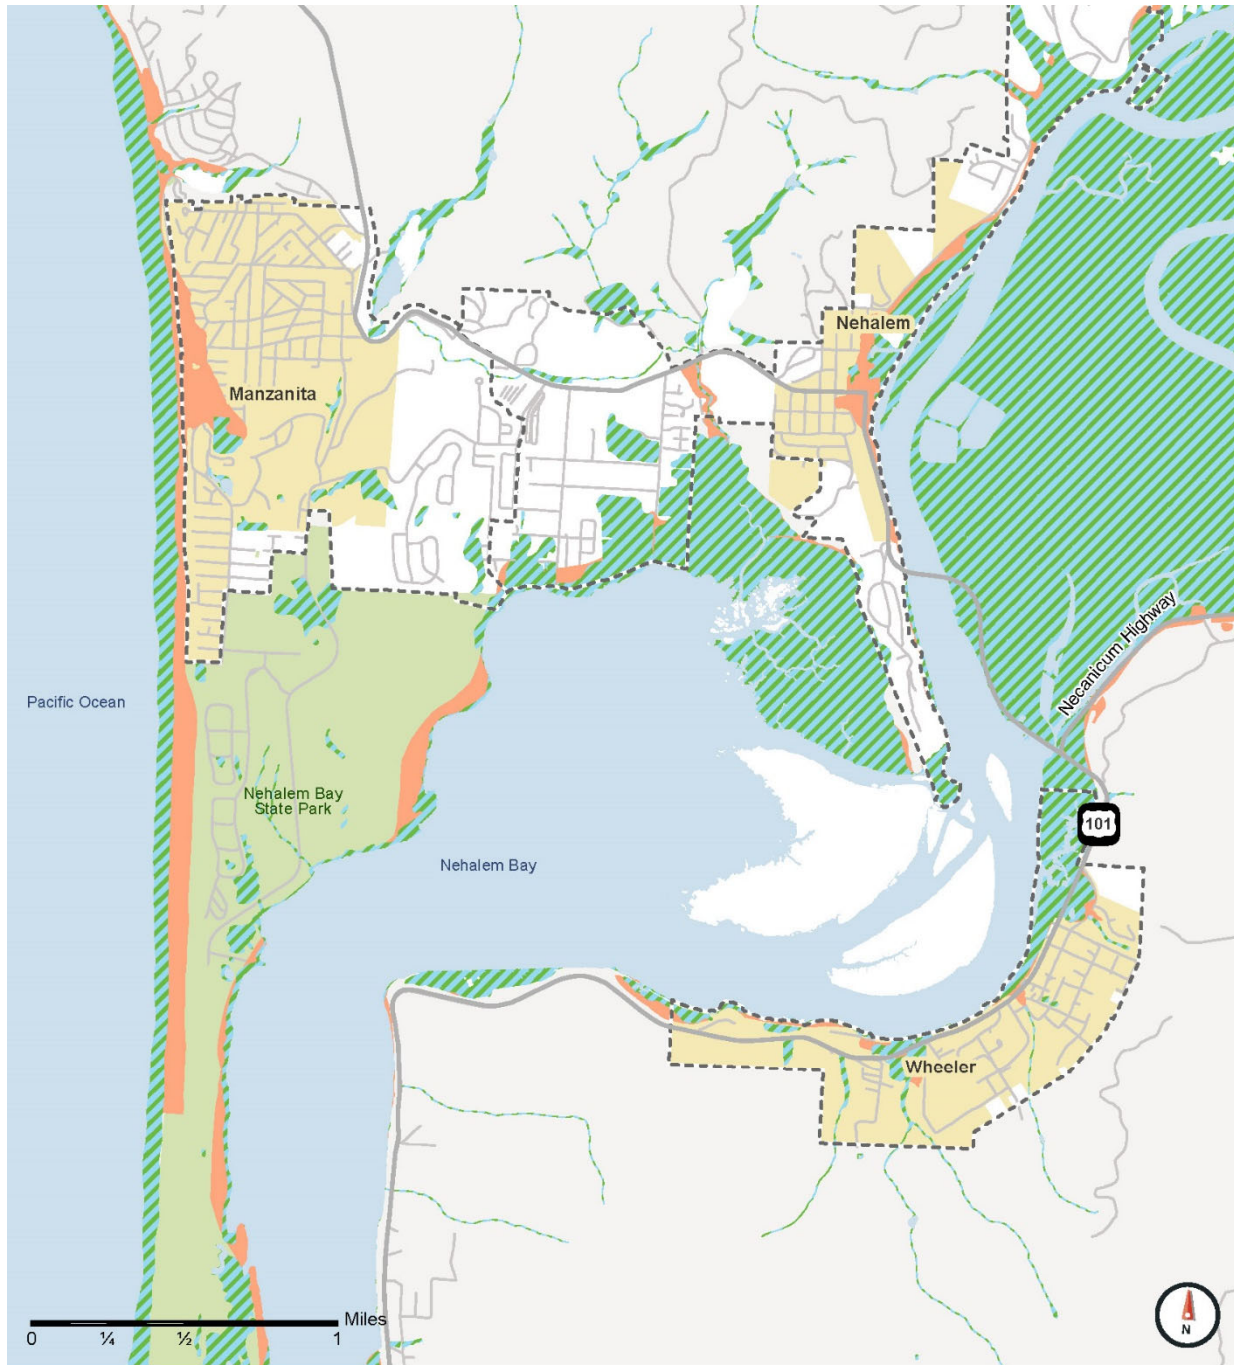 Nehalem
Manzanita
Necanicum Highway
Pacific Ocean
Nehalem Bay
State Park
101
Nehalem Bay
Wheeler
Miles
0 ¼ ½ 1
N